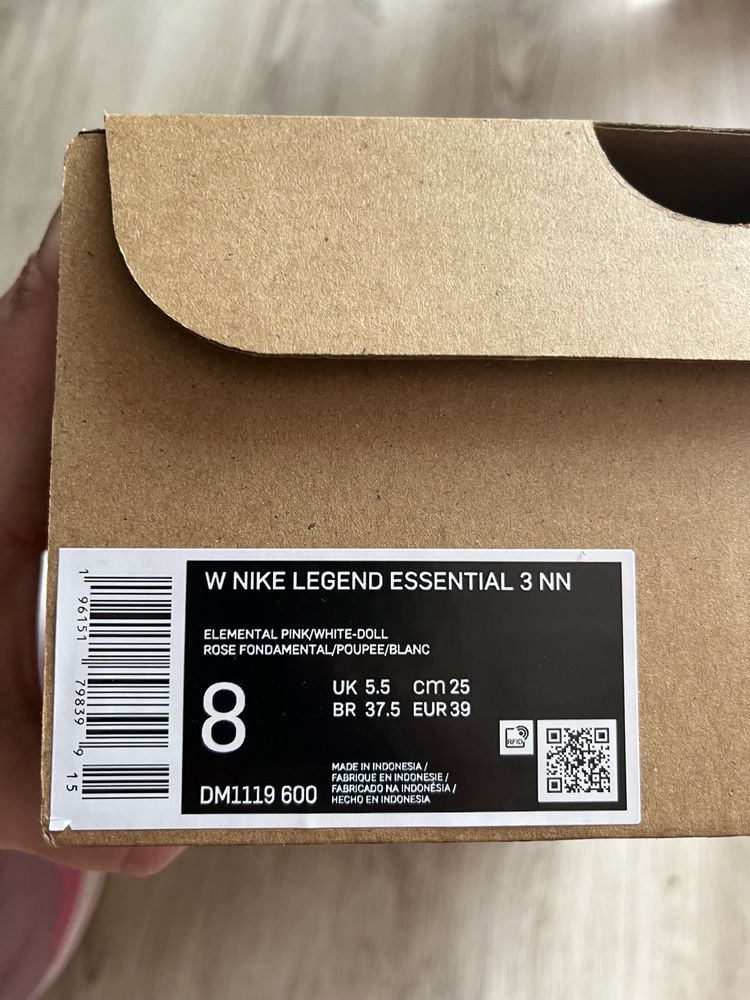 W NIKE LEGEND ESSENTIAL 3 NN
ELEMENTAL PINK/WHITE-DOLL
ROSE FONDAMENTAL/POUPEE/BLANC
8
UK 5.5 cm 25
BR 37.5 EUR 39
RFID
DM1119 600
MADE IN INDONESIA /
FABRIQUE EN INDONESIE /
FABRICADO NA INDONÉSIA /
HECHO EN INDONESIA
1 96151 79839 9 15